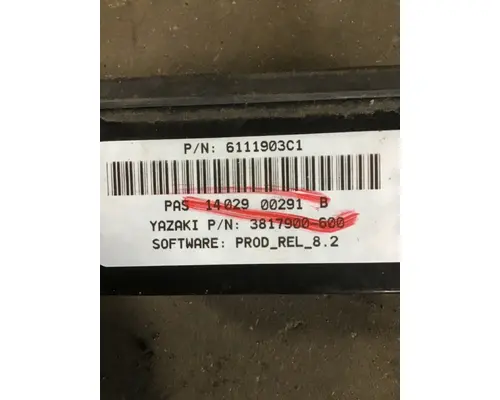 P/N: 6111903C1
PAS 14029 00291 B
YAZAKI P/N: 3817900-600
SOFTWARE: PROD_REL_8.2